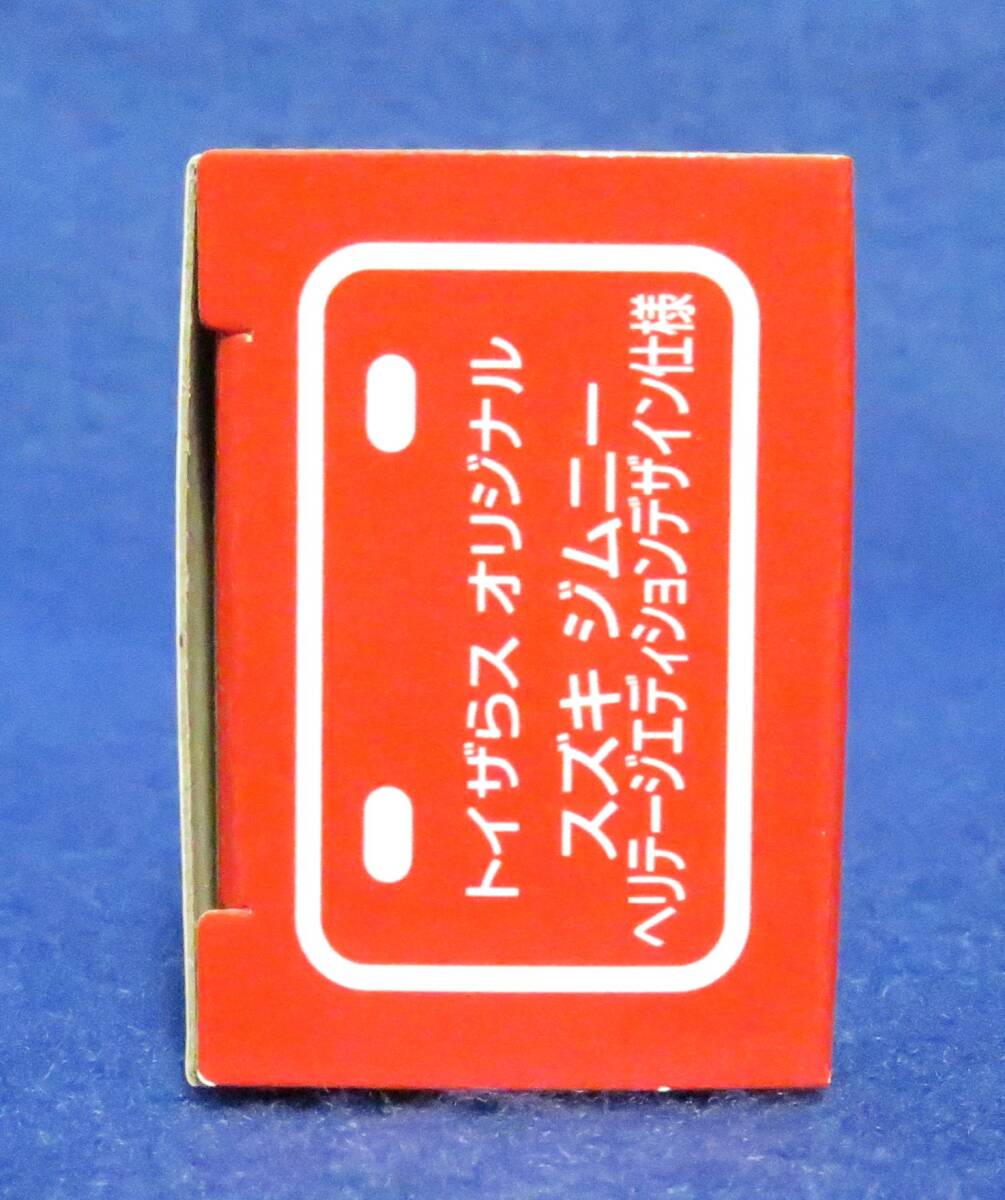 トイザらス オリジナル
スズキ ジムニー
ヘリテージエディションデザイン仕様